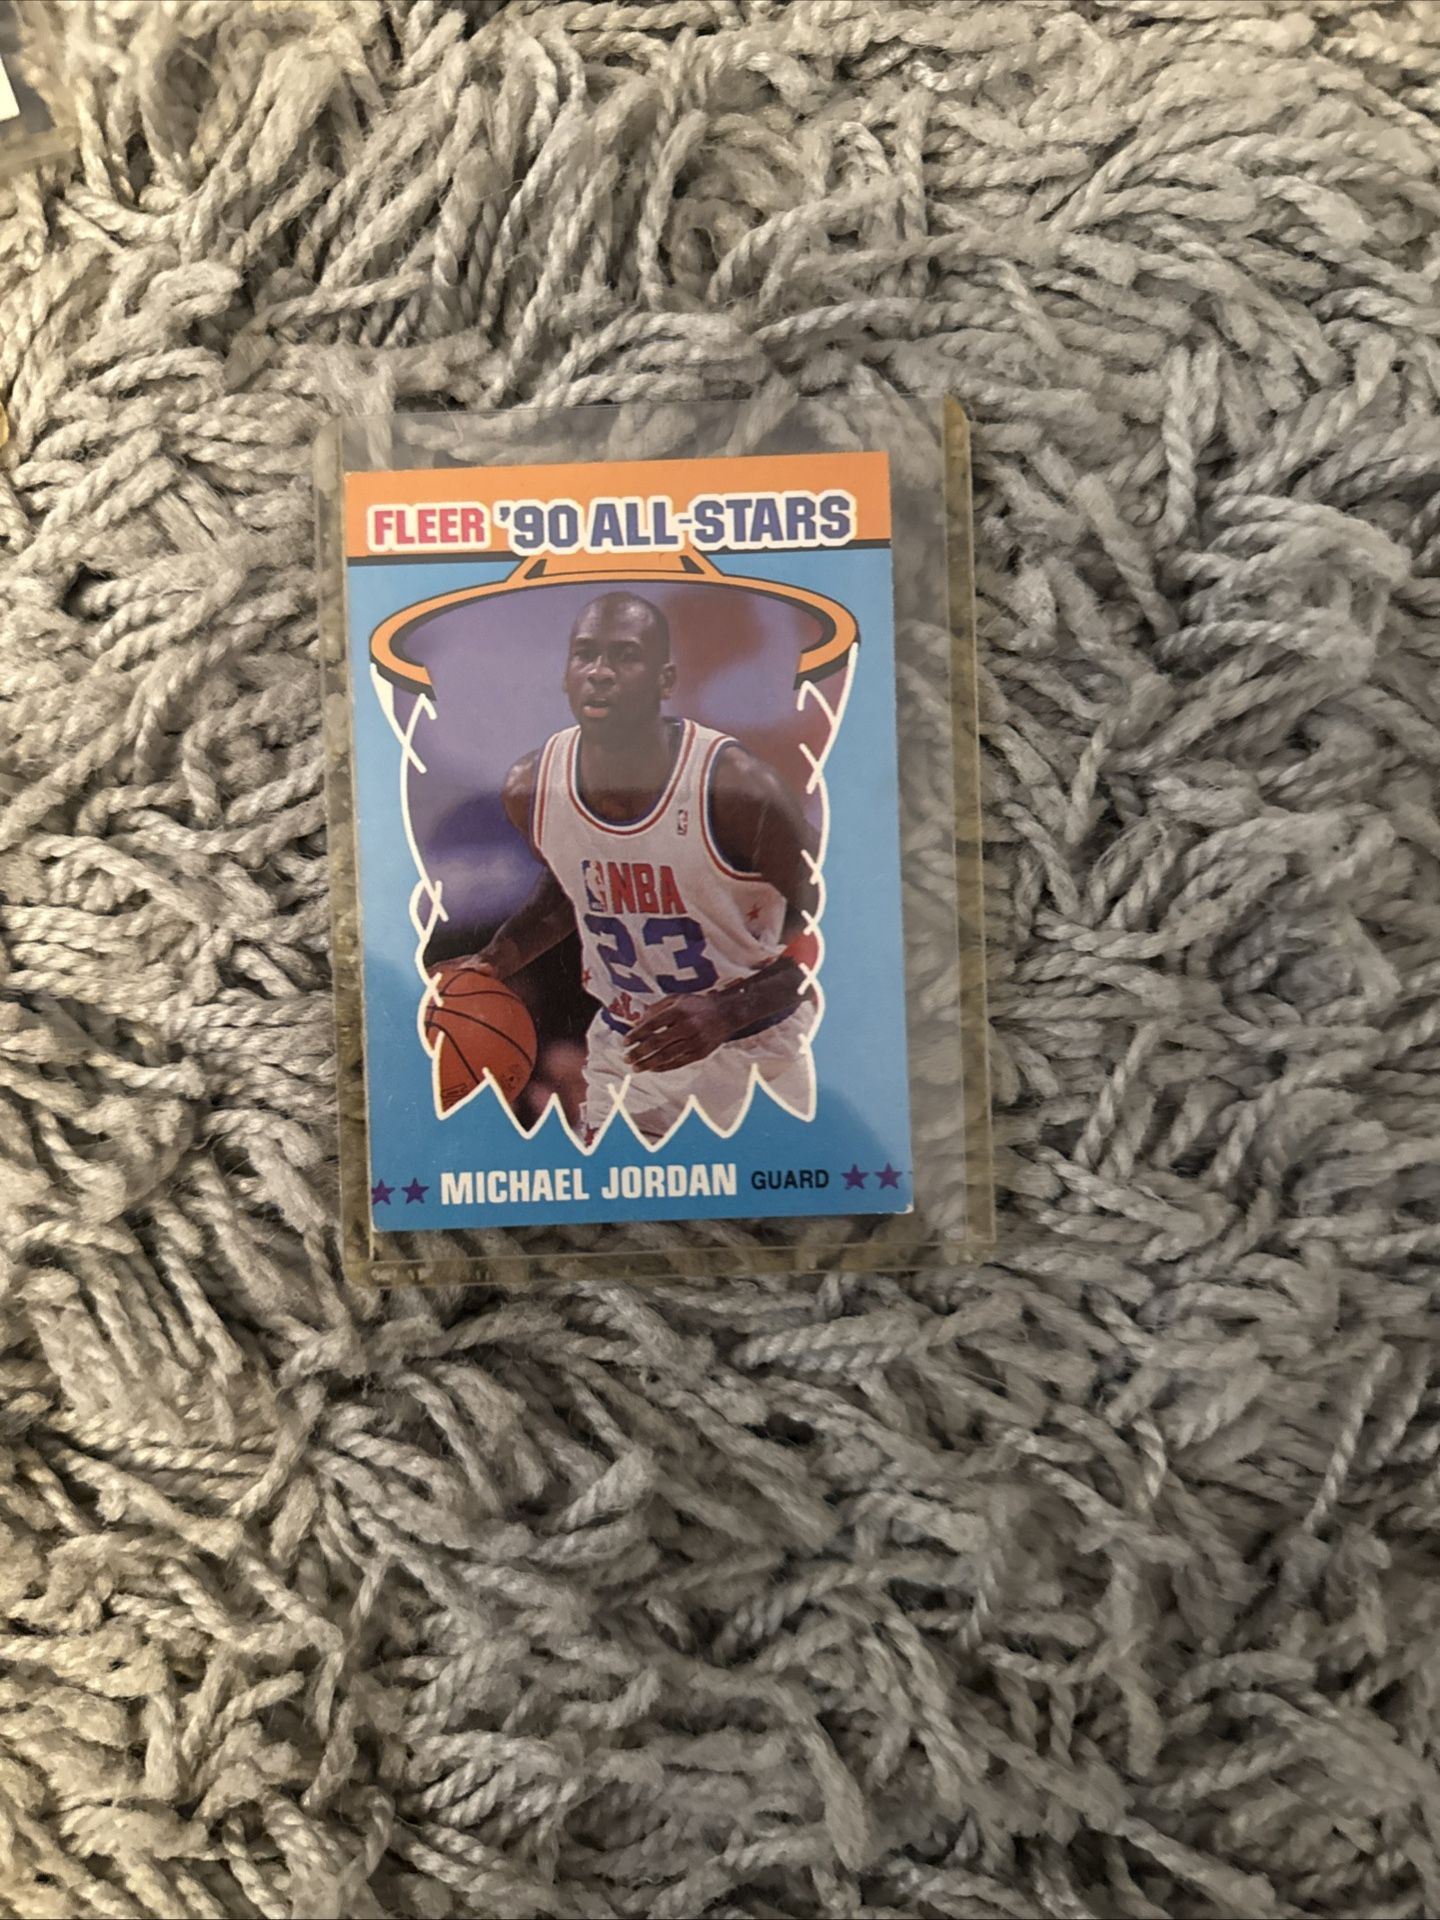 FLEER '90 ALL-STARS
NBA
23
MICHAEL JORDAN GUARD